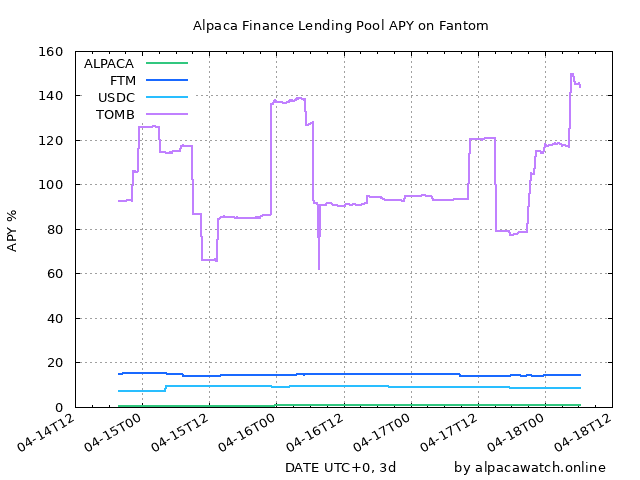 Alpaca Finance Lending Pool APY on Fantom
160
140
120
100
80
60
40
20
0
APY %
ALPACA
FTM
USDC
TOMB
04-14T12
04-15T00
04-15T12
04-16T00
04-16T12
04-17T00
04-17T12
04-18T00
04-18T12
DATE UTC+0, 3d
by alpacawatch.online